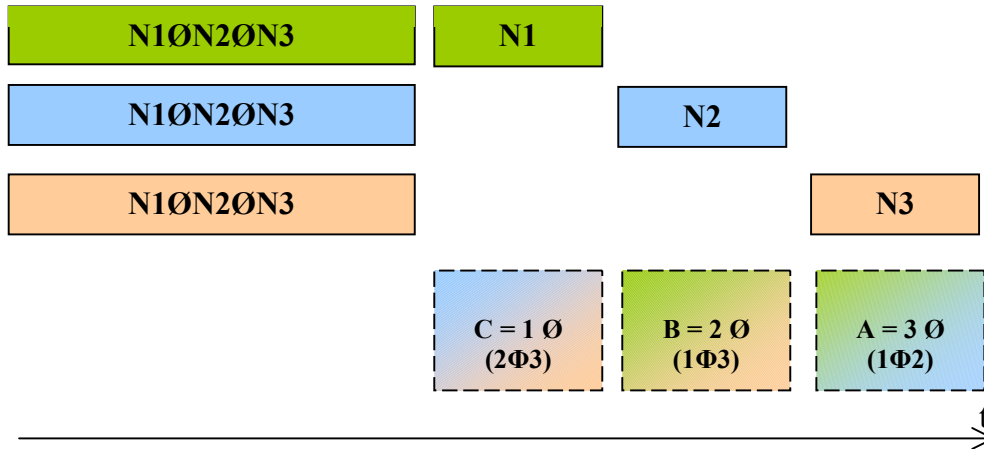 N1ØN2ØN3 N1
N1ØN2ØN3 N2
N1ØN2ØN3 N3
C = 1 Ø B = 2 Ø A = 3 Ø
(2Φ3) (1Φ3) (1Φ2)
t